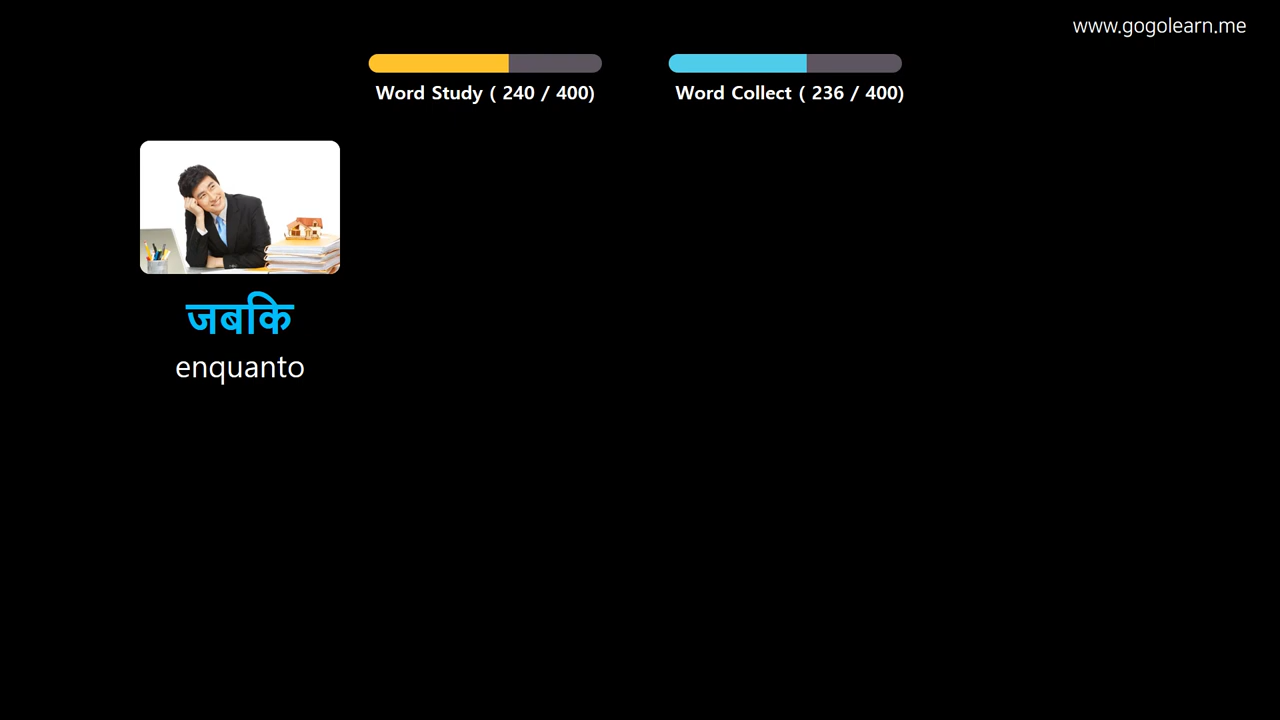 www.gogolearn.me
Word Study ( 240 / 400)
Word Collect ( 236 / 400)
जबकि
enquanto